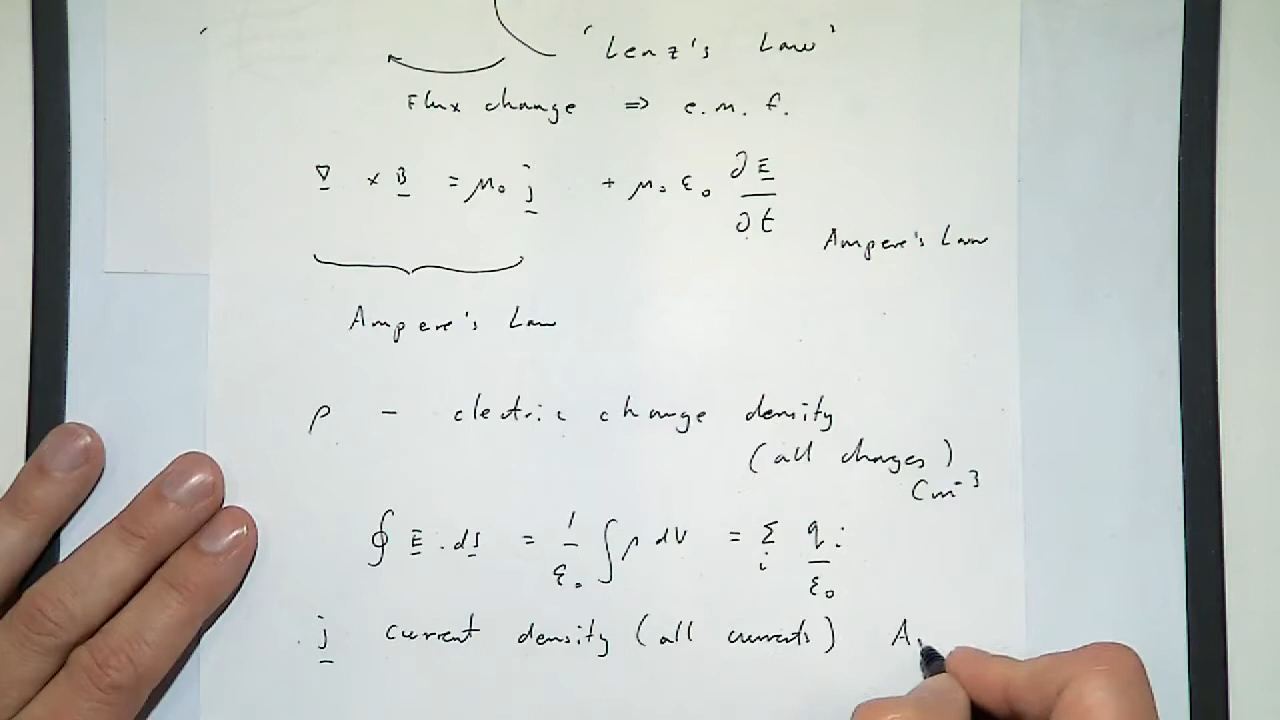 'Lenz's Law'
Flux change ⇒ e.m.f.
∇ × B = μ₀ j + μ₀ ε₀ ∂E/∂t
Ampere's Law
Ampere's Law
ρ - electric charge density
(all charges)
Cm⁻³
∮ E . dS = 1/ε₀ ∫ ρ dV = Σᵢ qᵢ/ε₀
j current density (all currents) A